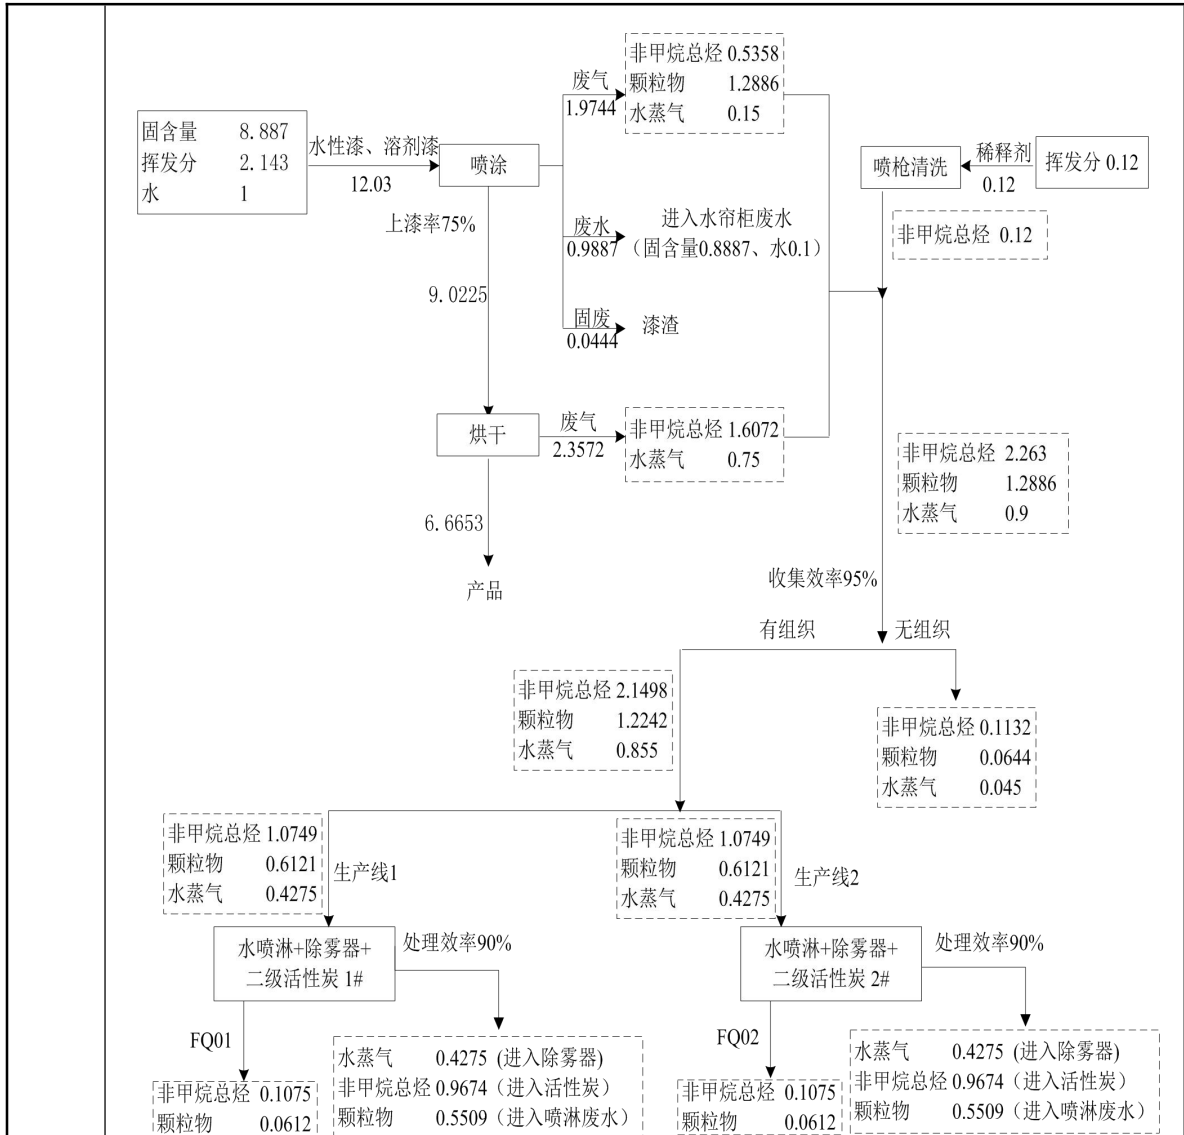 非甲烷总烃 0.5358
颗粒物 1.2886
水蒸气 0.15
废气
1.9744
固含量 8.887
挥发分 2.143
水 1
水性漆、溶剂漆
12.03
喷涂
喷枪清洗
稀释剂
0.12
挥发分 0.12
上漆率75%
废水
0.9887
进入水帘柜废水
（固含量0.8887、水0.1）
非甲烷总烃 0.12
9.0225
固废
0.0444
漆渣
烘干
废气
2.3572
非甲烷总烃 1.6072
水蒸气 0.75
非甲烷总烃 2.263
颗粒物 1.2886
水蒸气 0.9
6.6653
产品
收集效率95%
有组织
无组织
非甲烷总烃 2.1498
颗粒物 1.2242
水蒸气 0.855
非甲烷总烃 0.1132
颗粒物 0.0644
水蒸气 0.045
非甲烷总烃 1.0749
颗粒物 0.6121
水蒸气 0.4275
生产线1
非甲烷总烃 1.0749
颗粒物 0.6121
水蒸气 0.4275
生产线2
水喷淋+除雾器+
二级活性炭 1#
处理效率90%
水喷淋+除雾器+
二级活性炭 2#
处理效率90%
FQ01
水蒸气 0.4275 (进入除雾器)
非甲烷总烃 0.9674（进入活性炭）
颗粒物 0.5509（进入喷淋废水）
非甲烷总烃 0.1075
颗粒物 0.0612
FQ02
水蒸气 0.4275 (进入除雾器)
非甲烷总烃 0.9674（进入活性炭）
颗粒物 0.5509（进入喷淋废水）
非甲烷总烃 0.1075
颗粒物 0.0612